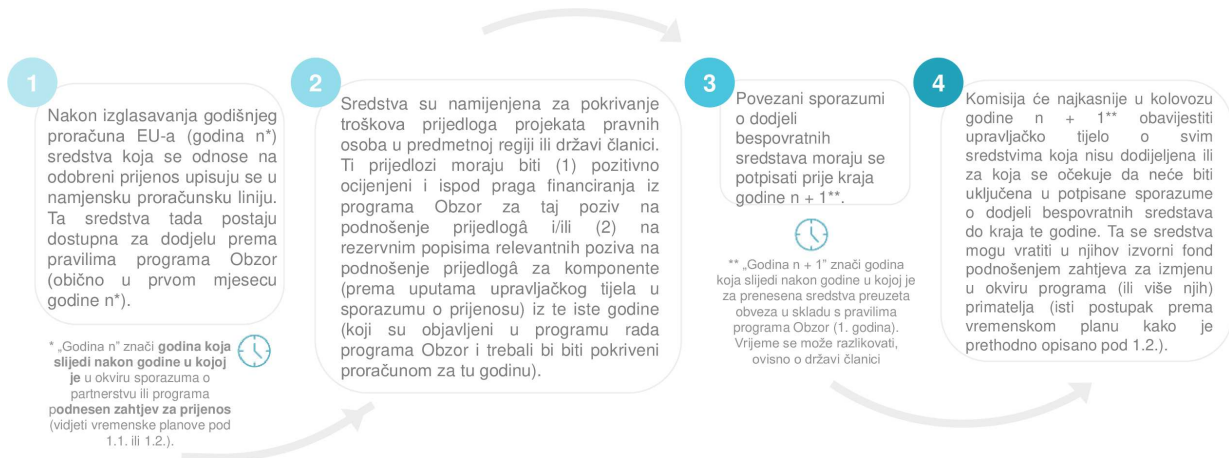 1
Nakon izglasavanja godišnjeg
proračuna EU-a (godina n*)
sredstva koja se odnose na
odobreni prijenos upisuju se u
namjensku proračunsku liniju.
Ta sredstva tada postaju
dostupna za dodjelu prema
pravilima programa Obzor
(obično u prvom mjesecu
godine n*).
* „Godina n” znači godina koja
slijedi nakon godine u kojoj
je u okviru sporazuma o
partnerstvu ili programa
podnesen zahtjev za prijenos
(vidjeti vremenske planove pod
1.1. ili 1.2.).
2
Sredstva su namijenjena za pokrivanje
troškova prijedloga projekata pravnih
osoba u predmetnoj regiji ili državi članici.
Ti prijedlozi moraju biti (1) pozitivno
ocijenjeni i ispod praga financiranja iz
programa Obzor za taj poziv na
podnošenje prijedlogâ i/ili (2) na
rezervnim popisima relevantnih poziva na
podnošenje prijedlogâ za komponente
(prema uputama upravljačkog tijela u
sporazumu o prijenosu) iz te iste godine
(koji su objavljeni u programu rada
programa Obzor i trebali bi biti pokriveni
proračunom za tu godinu).
3
Povezani sporazumi
o dodjeli
bespovratnih
sredstava moraju se
potpisati prije kraja
godine n + 1**.
** „Godina n + 1” znači godina
koja slijedi nakon godine u kojoj je
za prenesena sredstva preuzeta
obveza u skladu s pravilima
programa Obzor (1. godina).
Vrijeme se može razlikovati,
ovisno o državi članici
4
Komisija će najkasnije u kolovozu
godine n + 1** obavijestiti
upravljačko tijelo o svim
sredstvima koja nisu dodijeljena ili
za koja se očekuje da neće biti
uključena u potpisane sporazume
o dodjeli bespovratnih sredstava
do kraja te godine. Ta se sredstva
mogu vratiti u njihov izvorni fond
podnošenjem zahtjeva za izmjenu
u okviru programa (ili više njih)
primatelja (isti postupak prema
vremenskom planu kako je
prethodno opisano pod 1.2.).